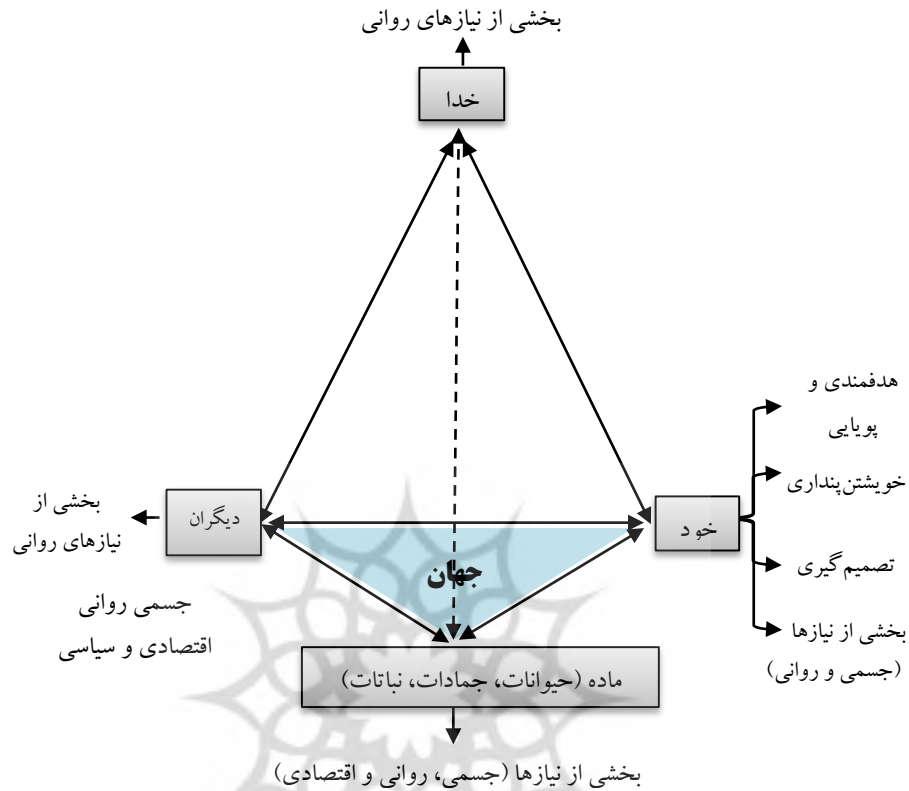 بخشی از نیازهای روانی
خدا
هدفمندی و
پویایی
خویشتن‌پنداری
تصمیم‌گیری
بخشی از نیازها
(جسمی و روانی)
خود
دیگران
بخشی از
نیازهای روانی
جسمی روانی
اقتصادی و سیاسی
جهان
ماده (حیوانات، جمادات، نباتات)
بخشی از نیازها (جسمی، روانی و اقتصادی)